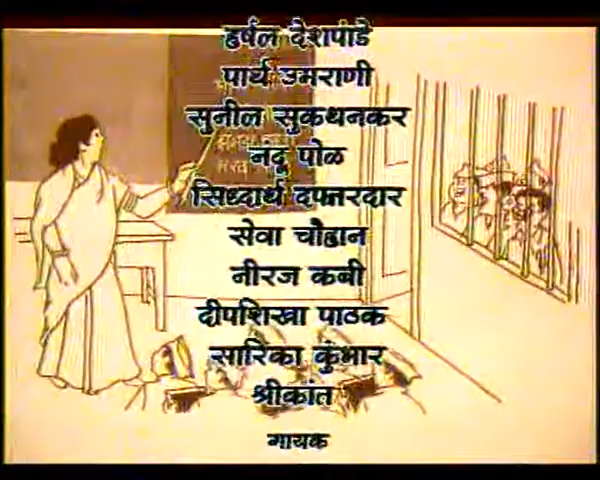 हर्षल देशपांडे
पार्थ उमराणी
सुनील सुकथनकर
नंदू पोळ
सिध्दार्थ दफ्तरदार
सेवा चौहान
नीरज कबी
दीपशिखा पाठक
सारिका कुंभार
श्रीकांत
गायक